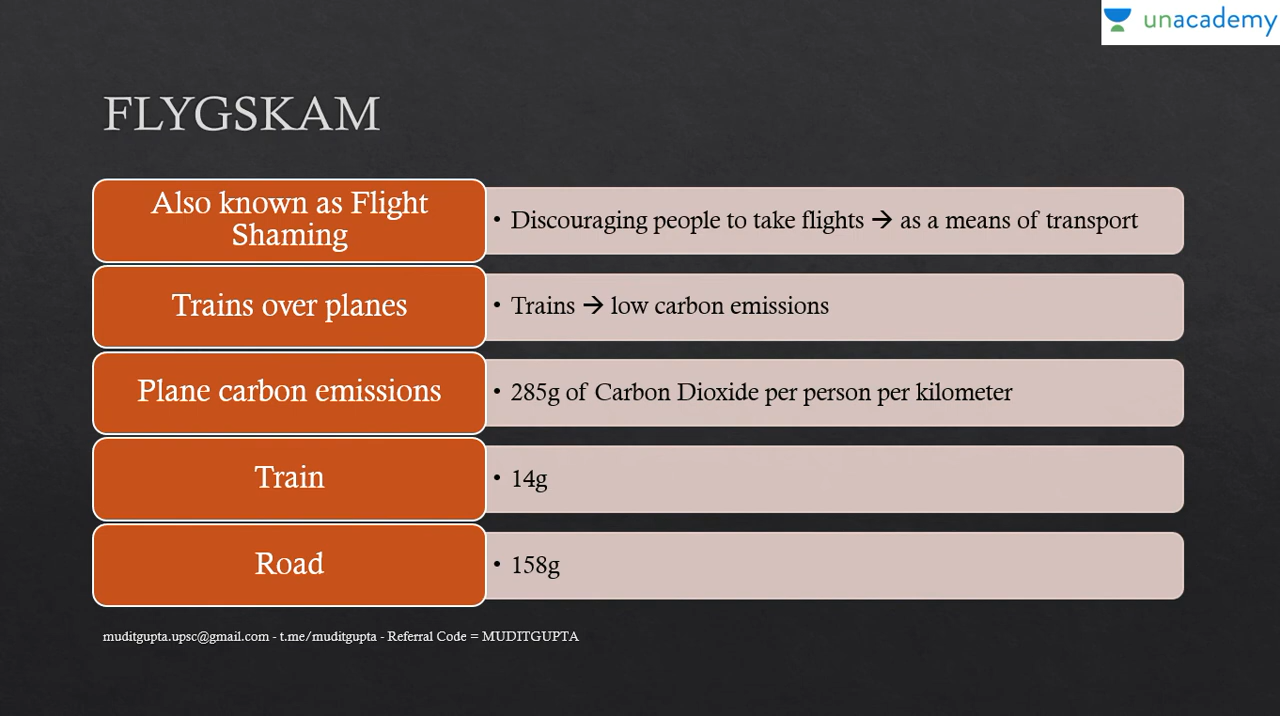 unacademy
FLYGSKAM
Also known as Flight
Shaming
• Discouraging people to take flights → as a means of transport
Trains over planes
• Trains → low carbon emissions
Plane carbon emissions
• 285g of Carbon Dioxide per person per kilometer
Train
• 14g
Road
• 158g
muditgupta.upsc@gmail.com - t.me/muditgupta - Referral Code = MUDITGUPTA